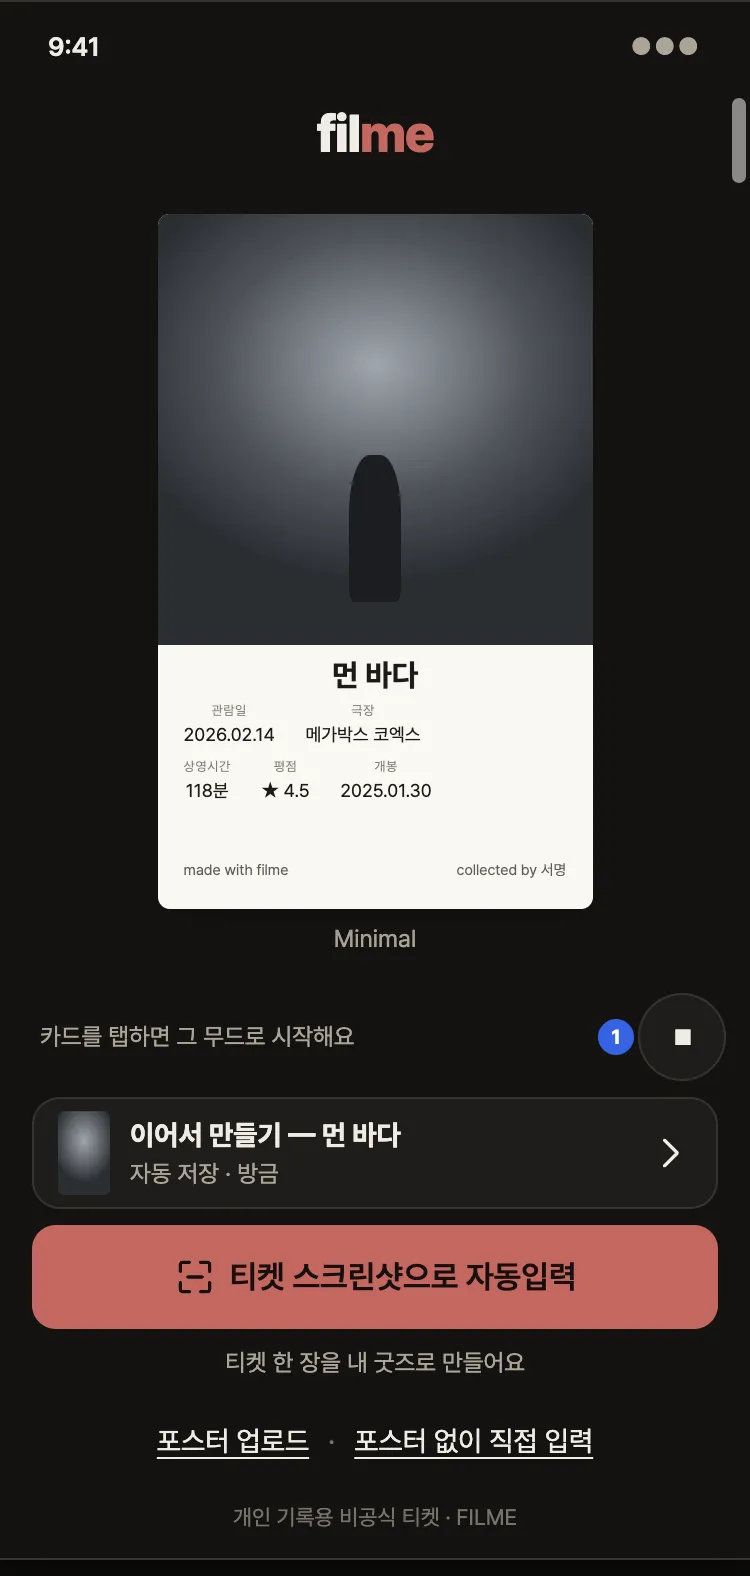 9:41
filme
먼 바다
관람일 극장
2026.02.14 메가박스 코엑스
상영시간 평점 개봉
118분 ★ 4.5 2025.01.30
made with filme collected by 서명
Minimal
카드를 탭하면 그 무드로 시작해요 1
이어서 만들기 — 먼 바다
자동 저장 · 방금
티켓 스크린샷으로 자동입력
티켓 한 장을 내 굿즈로 만들어요
포스터 업로드 · 포스터 없이 직접 입력
개인 기록용 비공식 티켓 · FILME